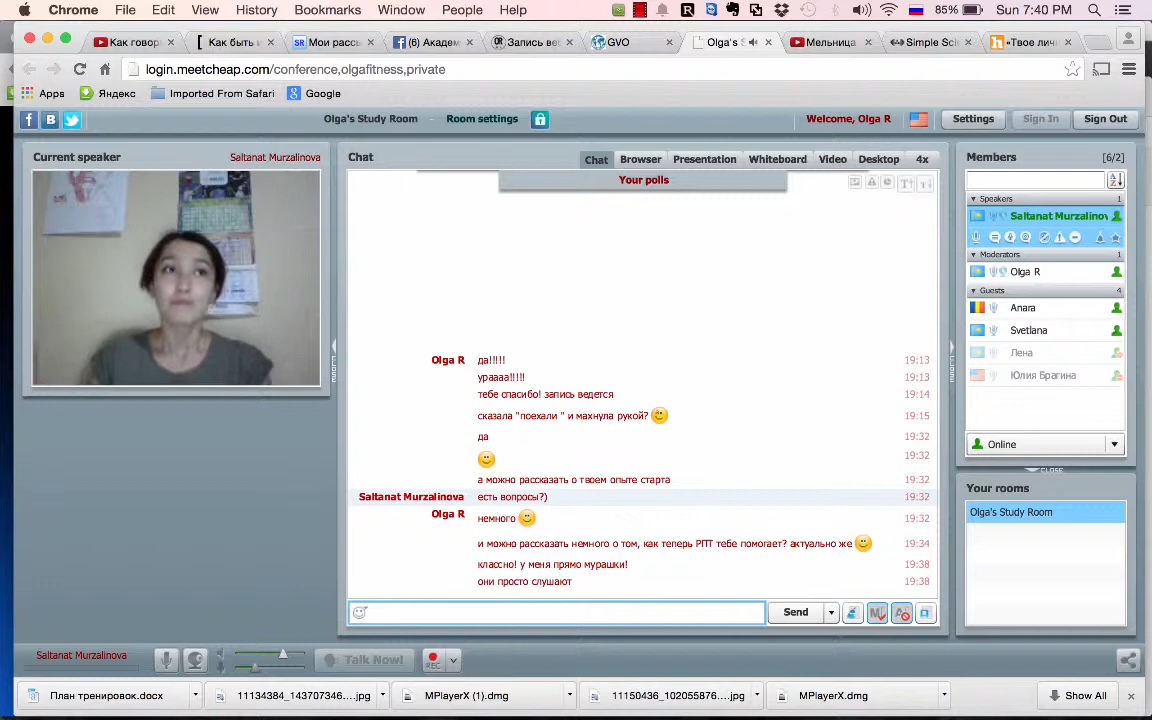 Chrome File Edit View History Bookmarks Window People Help 85% Sun 7:40 PM
Как говор Как быть и SR Мои расс (6) Академ Запись ве GVO Olga's S Мельница Simple Sci «Твое личн
login.meetcheap.com/conference,olgafitness,private
Apps Яндекс Imported From Safari Google
Olga's Study Room Room settings Welcome, Olga R Settings Sign In Sign Out
Current speaker Saltanat Murzalinova
Chat Chat Browser Presentation Whiteboard Video Desktop 4x
Your polls
Olga R да!!!!! 19:13
ураааа!!!!! 19:13
тебе спасибо! запись ведется 19:14
сказала "поехали " и махнула рукой? 19:15
да 19:32
19:32
а можно рассказать о твоем опыте старта 19:32
Saltanat Murzalinova есть вопросы?) 19:32
Olga R немного 19:32
и можно рассказать немного о том, как теперь РПТ тебе помогает? актуально же 19:34
классно! у меня прямо мурашки! 19:38
они просто слушают 19:38
Send
Members [6/2]
Speakers 1
Saltanat Murzalinov
Moderators 1
Olga R
Guests 4
Anara
Svetlana
Лена
Юлия Брагина
Online
CLOSE
Your rooms
Olga's Study Room
Saltanat Murzalinova Talk Now! REC
План тренировок.docx 11134384_143707346....jpg MPlayerX (1).dmg 11150436_102055876....jpg MPlayerX.dmg Show All